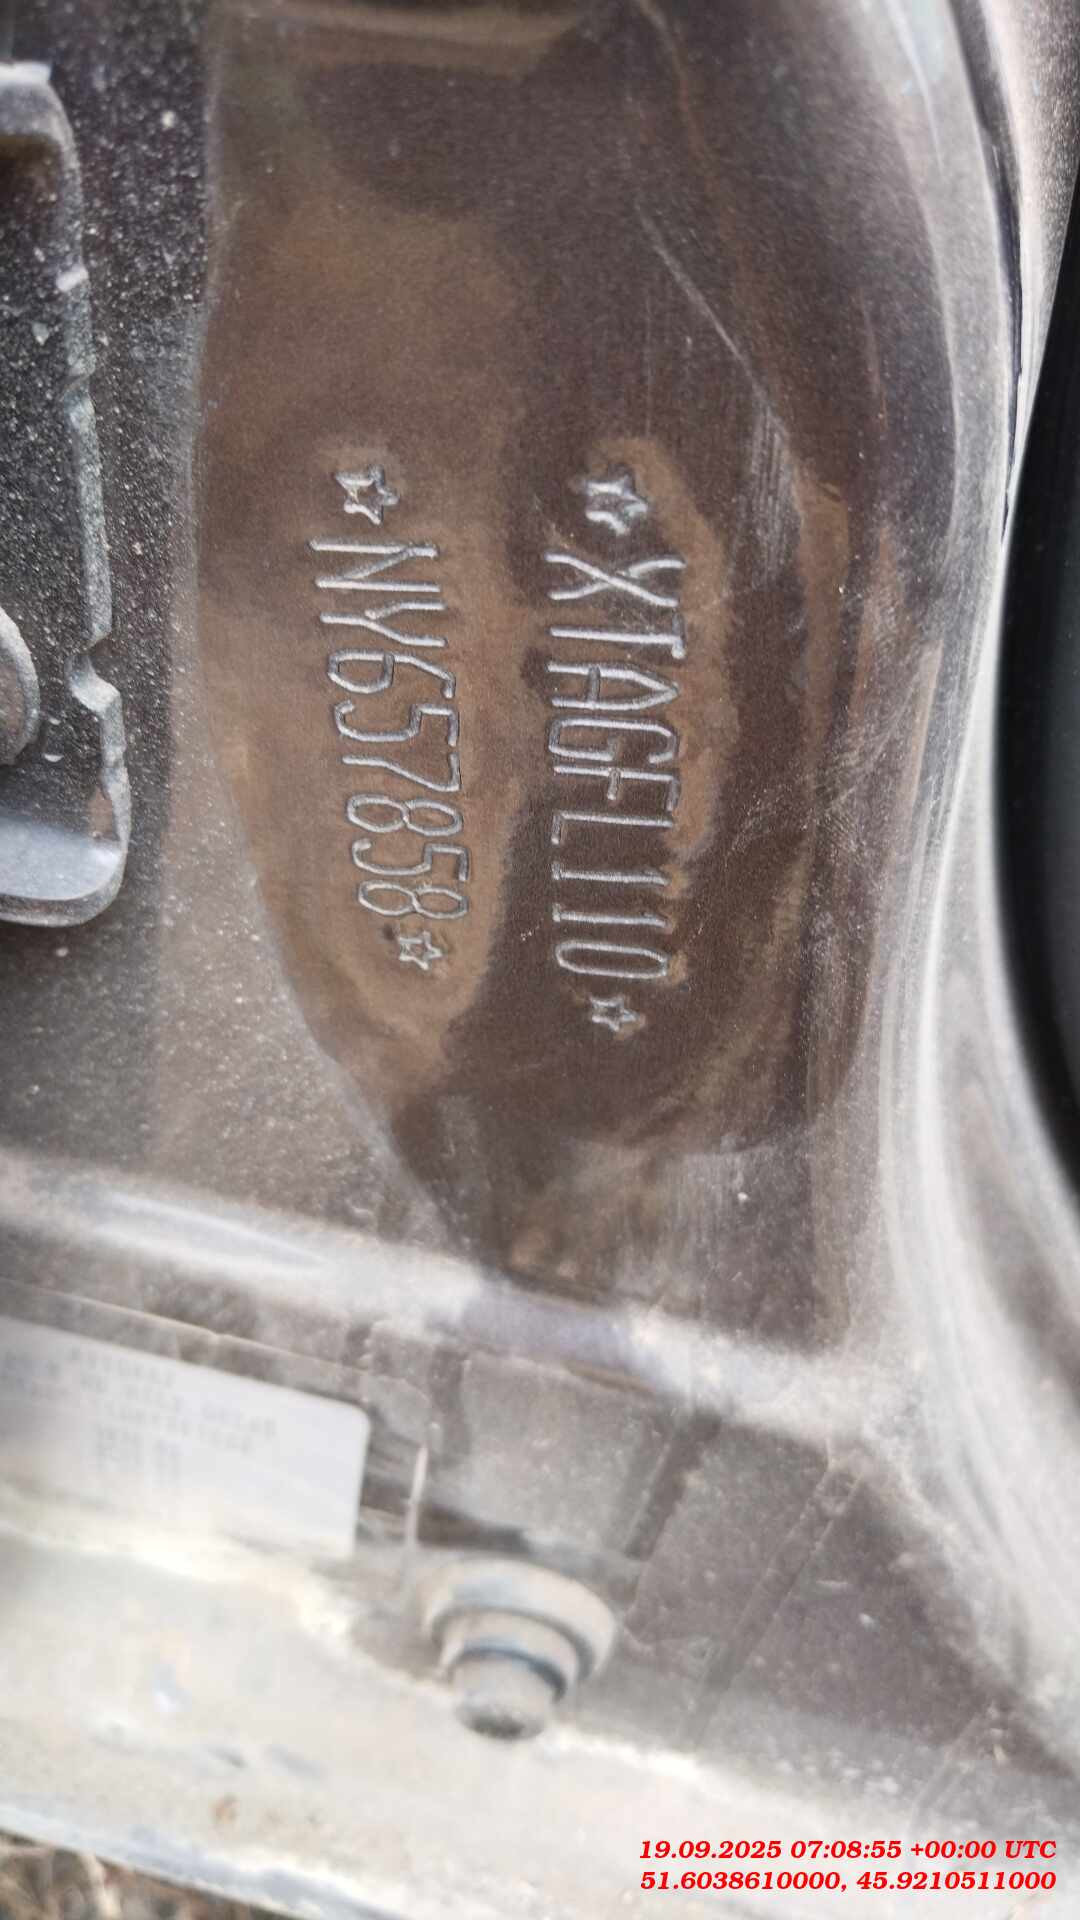 ☆XTAGFL110☆
☆NY657858☆
19.09.2025 07:08:55 +00:00 UTC
51.6038610000, 45.9210511000